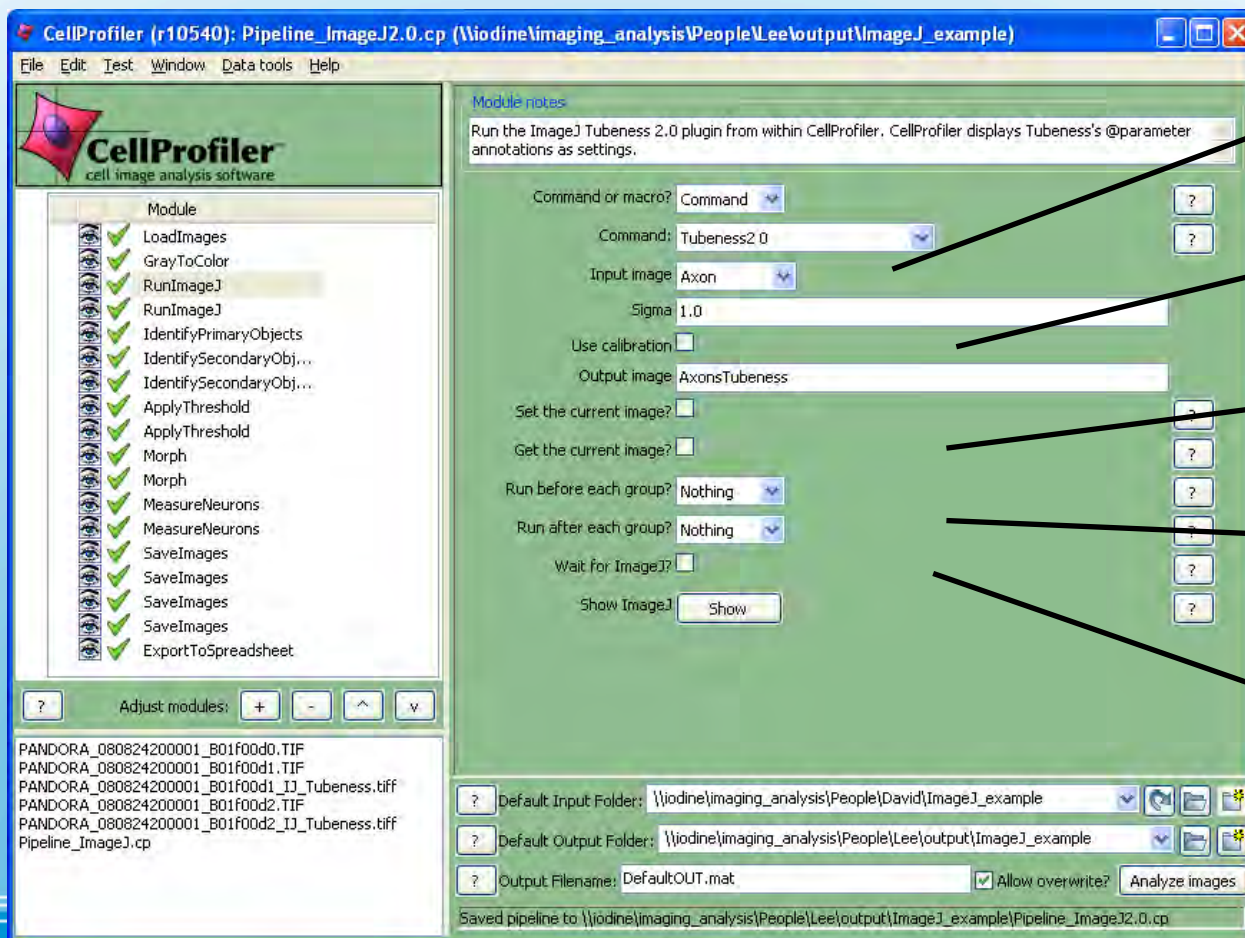 CellProfiler (r10540): Pipeline_ImageJ2.0.cp (\\iodine\imaging_analysis\People\Lee\output\ImageJ_example)
File Edit Test Window Data tools Help
CellProfiler
cell image analysis software
Module
LoadImages
GrayToColor
RunImageJ
RunImageJ
IdentifyPrimaryObjects
IdentifySecondaryObj...
IdentifySecondaryObj...
ApplyThreshold
ApplyThreshold
Morph
Morph
MeasureNeurons
MeasureNeurons
SaveImages
SaveImages
SaveImages
SaveImages
ExportToSpreadsheet
? Adjust modules: + - ^ v
PANDORA_080824200001_B01f00d0.TIF
PANDORA_080824200001_B01f00d1.TIF
PANDORA_080824200001_B01f00d1_IJ_Tubeness.tiff
PANDORA_080824200001_B01f00d2.TIF
PANDORA_080824200001_B01f00d2_IJ_Tubeness.tiff
Pipeline_ImageJ.cp
Module notes
Run the ImageJ Tubeness 2.0 plugin from within CellProfiler. CellProfiler displays Tubeness's @parameter
annotations as settings.
Command or macro? Command ?
Command: Tubeness2 0 ?
Input image Axon
Sigma 1.0
Use calibration
Output image AxonsTubeness
Set the current image? ?
Get the current image? ?
Run before each group? Nothing ?
Run after each group? Nothing ?
Wait for ImageJ? ?
Show ImageJ Show ?
? Default Input Folder: \\iodine\imaging_analysis\People\David\ImageJ_example
? Default Output Folder: \\iodine\imaging_analysis\People\Lee\output\ImageJ_example
? Output Filename: DefaultOUT.mat Allow overwrite? Analyze images
Saved pipeline to \\iodine\imaging_analysis\People\Lee\output\ImageJ_example\Pipeline_ImageJ2.0.cp